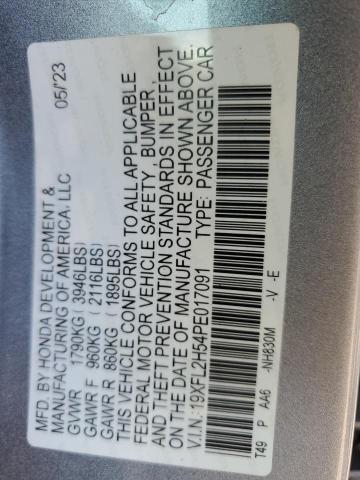 MFD. BY HONDA DEVELOPMENT &
MANUFACTURING OF AMERICA, LLC 05/23
GVWR 1790KG(3946LBS)
GAWR F 960KG(2116LBS)
GAWR R 860KG(1896LBS)
THIS VEHICLE CONFORMS TO ALL APPLICABLE
FEDERAL MOTOR VEHICLE SAFETY, BUMPER,
AND THEFT PREVENTION STANDARDS IN EFFECT
ON THE DATE OF MANUFACTURE SHOWN ABOVE.
V.I.N.:19XFL2H54PE017091 TYPE: PASSENGER CAR
T49 P AA6 -NH830M -V -E